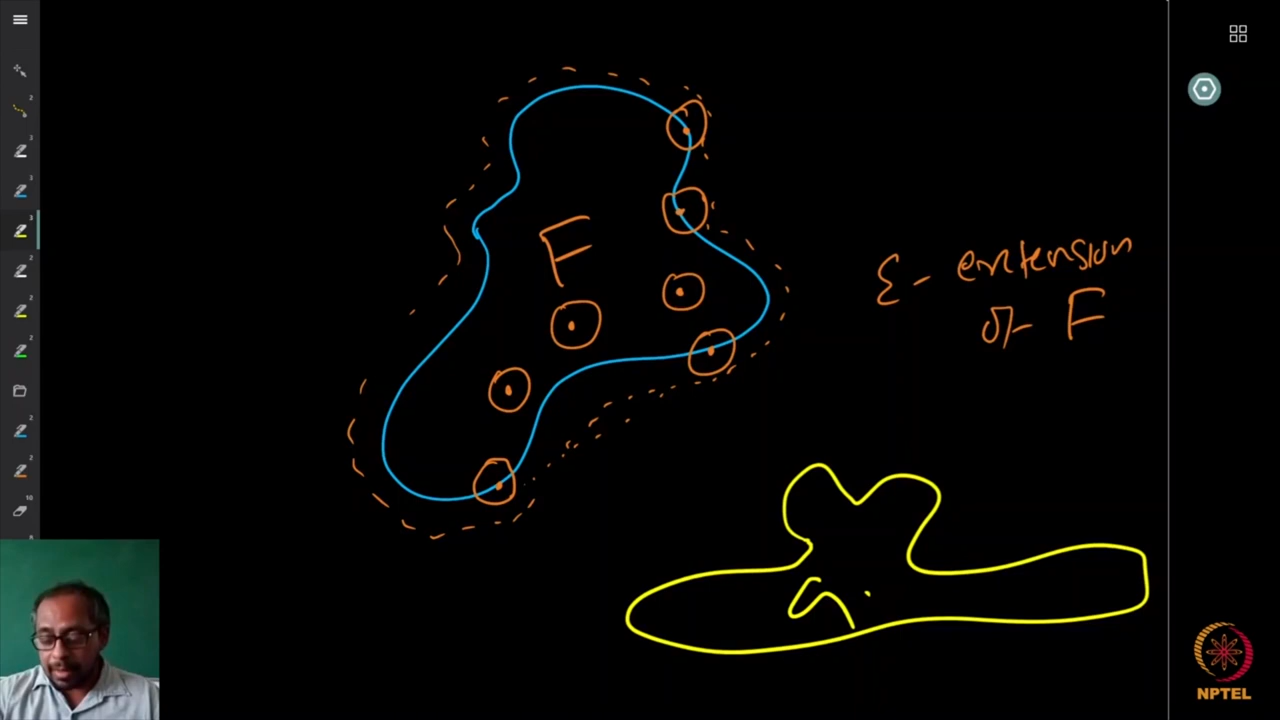 F
ε- extension
of F
NPTEL